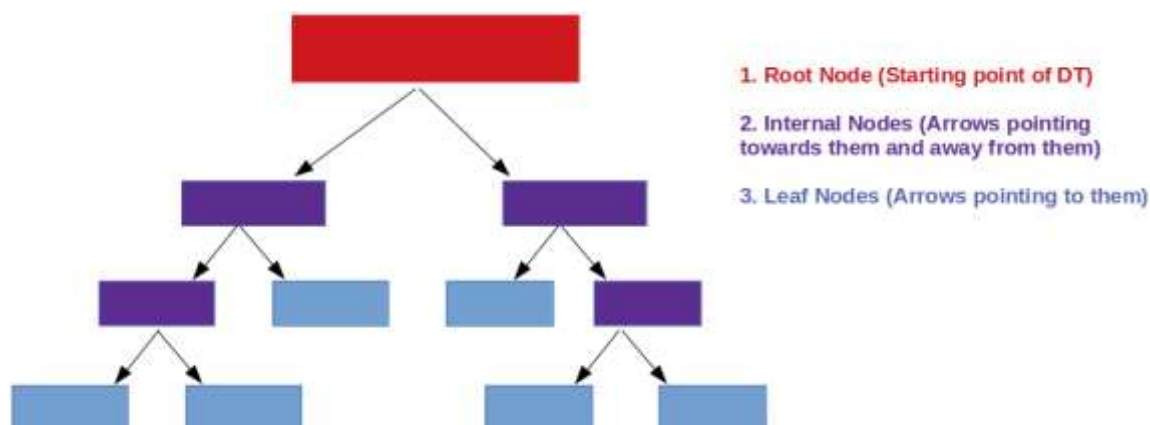 1. Root Node (Starting point of DT)
2. Internal Nodes (Arrows pointing
towards them and away from them)
3. Leaf Nodes (Arrows pointing to them)